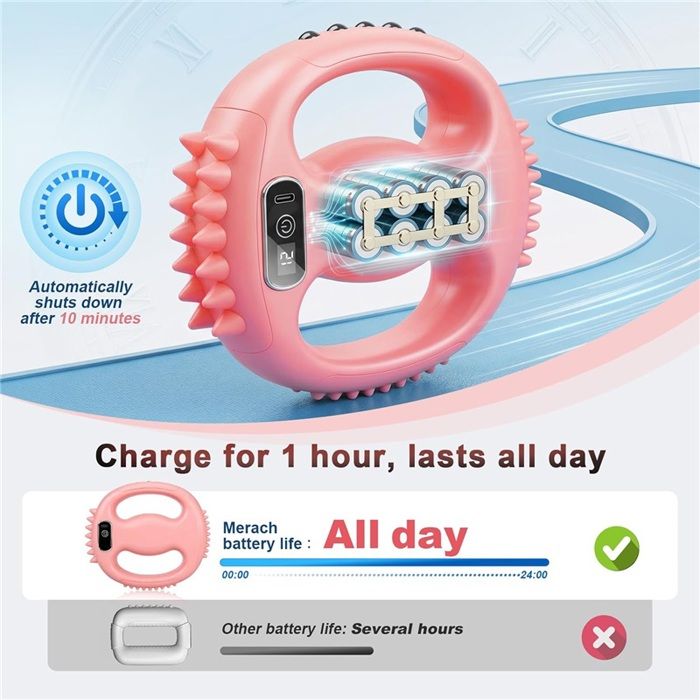 Automatically
shuts down
after 10 minutes
Charge for 1 hour, lasts all day
Merach
battery life : All day
00:00 24:00
Other battery life: Several hours